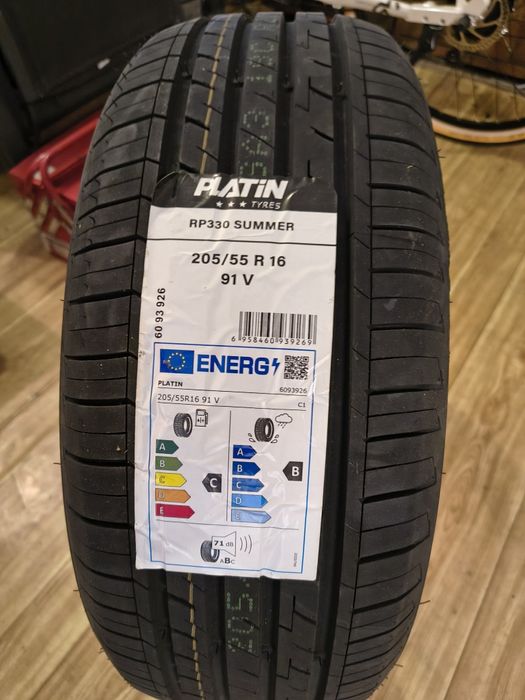 PLATIN
★ ★ ★ TYRES
RP330 SUMMER
205/55 R 16
91 V
60 93 926
6 958460 939269
ENERG
PLATIN
6093926
205/55R16 91 V
C1
A
B
C
D
E
C
A
B
C
D
E
B
71 dB
ABC